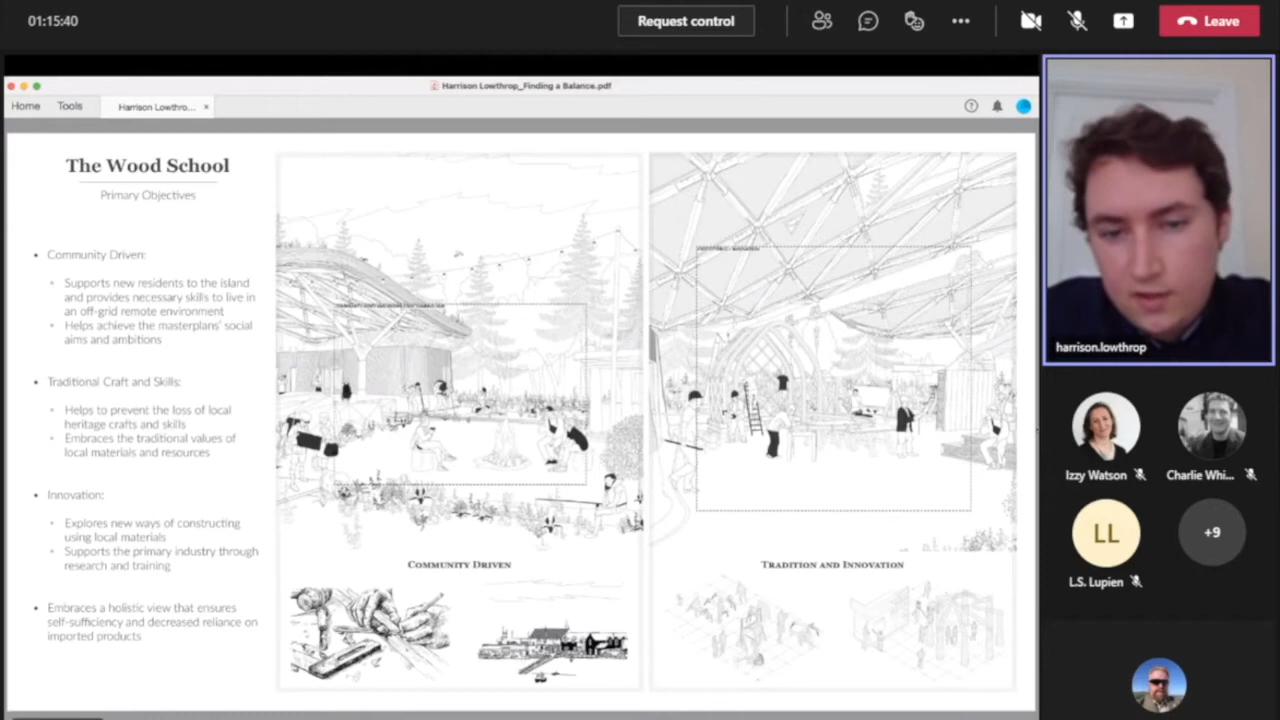 01:15:40
Request control
Leave
Harrison Lowthrop_Finding a Balance.pdf
Home
Tools
Harrison Lowthro...
The Wood School
Primary Objectives
• Community Driven:
Supports new residents to the island
and provides necessary skills to live in
an off-grid remote environment
Helps achieve the masterplans' social
aims and ambitions
• Traditional Craft and Skills:
Helps to prevent the loss of local
heritage crafts and skills
Embraces the traditional values of
local materials and resources
• Innovation:
Explores new ways of constructing
using local materials
Supports the primary industry through
research and training
• Embraces a holistic view that ensures
self-sufficiency and decreased reliance on
imported products
Community Driven
Tradition and Innovation
harrison.lowthrop
Izzy Watson
Charlie Whi...
LL
+9
L.S. Lupien